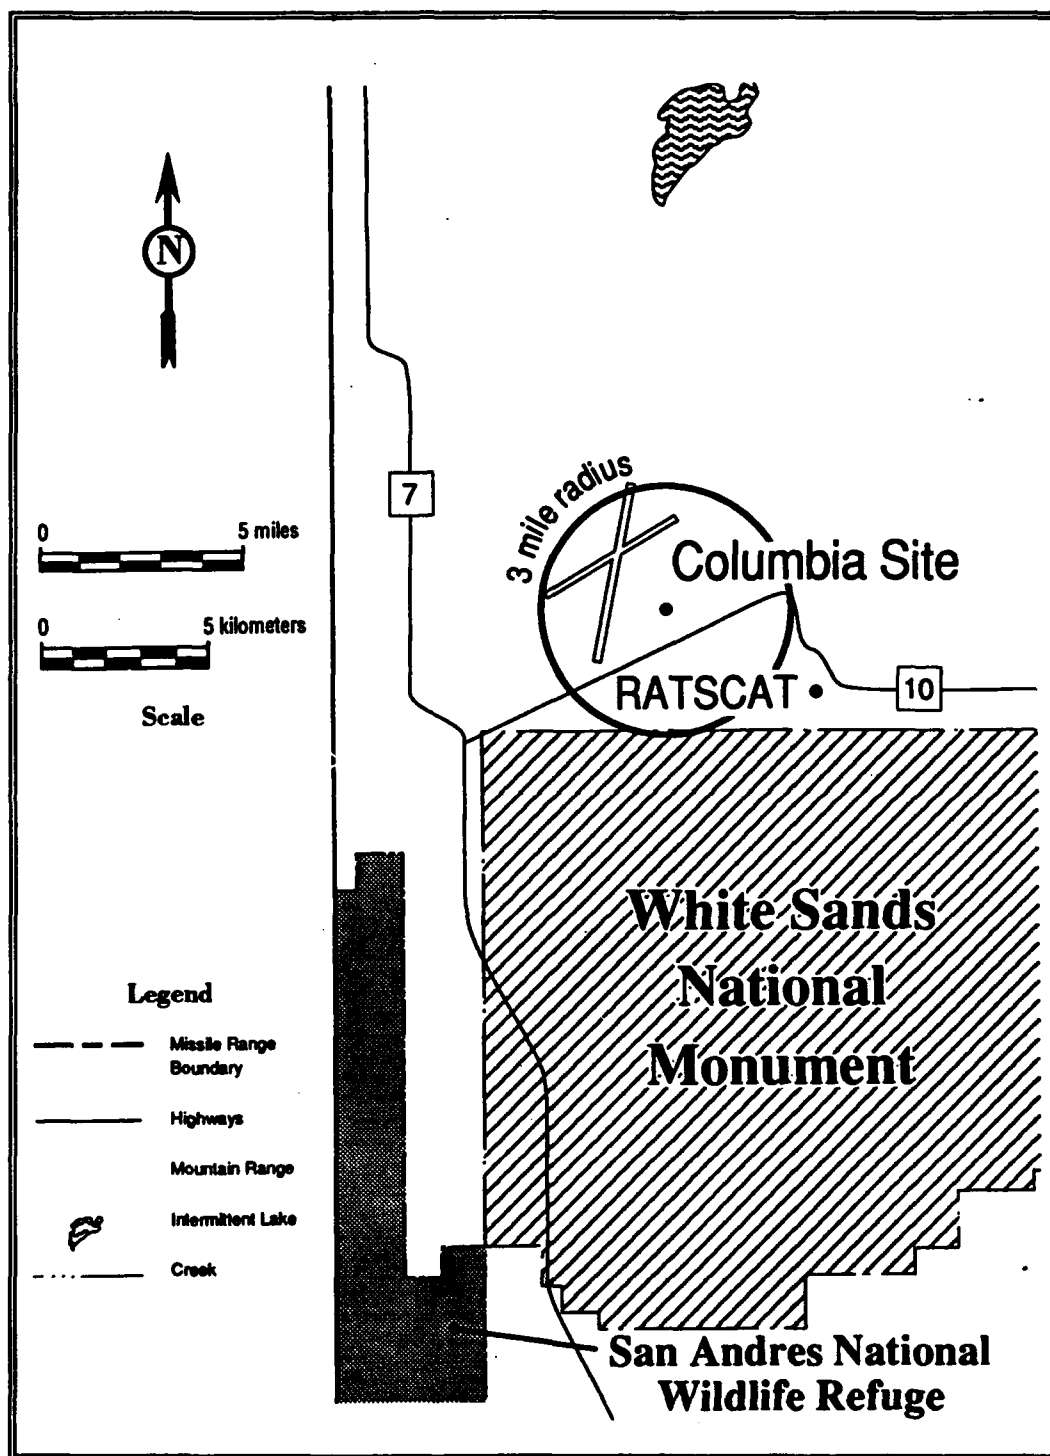 N
7
3 mile radius
0 5 miles
Columbia Site
0 5 kilometers
RATSCAT
10
Scale
White Sands
National
Monument
Legend
Missile Range
Boundary
Highways
Mountain Range
Intermittent Lake
Creek
San Andres National
Wildlife Refuge